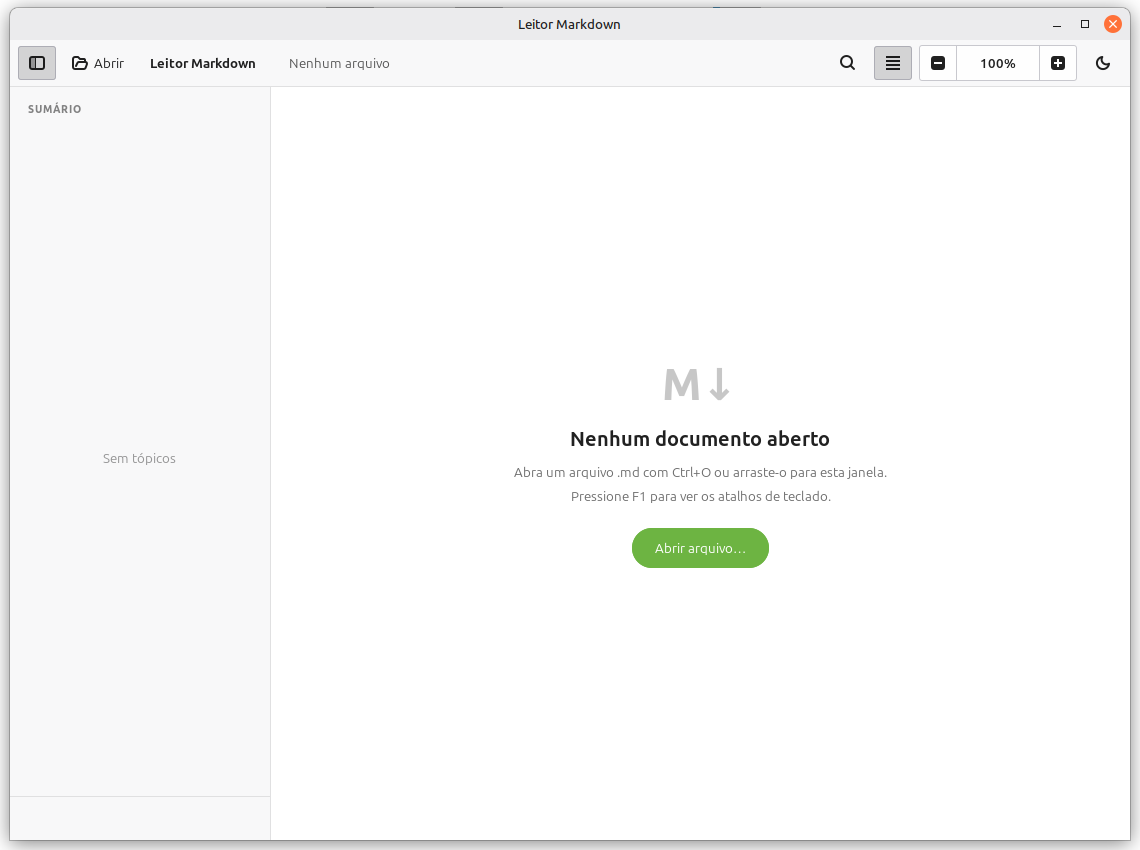 Leitor Markdown
Abrir Leitor Markdown Nenhum arquivo 100%
SUMÁRIO
Sem tópicos
M↓
Nenhum documento aberto
Abra um arquivo .md com Ctrl+O ou arraste-o para esta janela.
Pressione F1 para ver os atalhos de teclado.
Abrir arquivo…